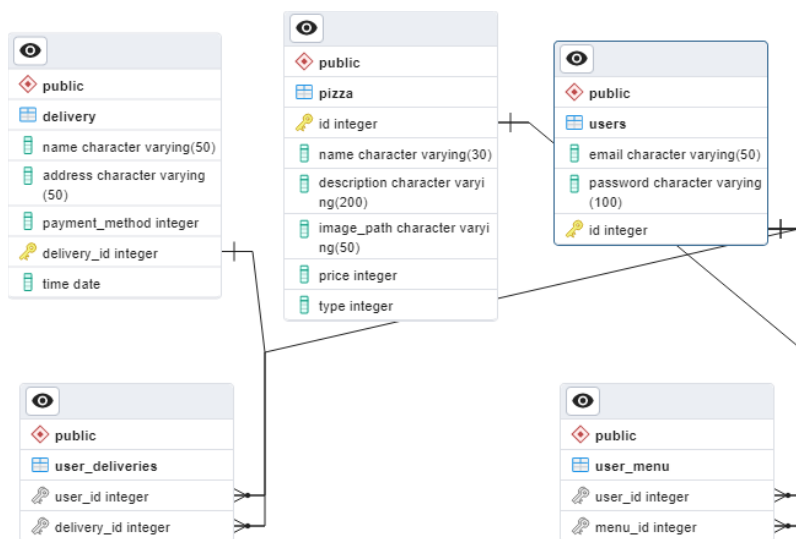 public
delivery
name character varying(50)
address character varying
(50)
payment_method integer
delivery_id integer
time date
public
pizza
id integer
name character varying(30)
description character varyi
ng(200)
image_path character varyi
ng(50)
price integer
type integer
public
users
email character varying(50)
password character varying
(100)
id integer
public
user_deliveries
user_id integer
delivery_id integer
public
user_menu
user_id integer
menu_id integer